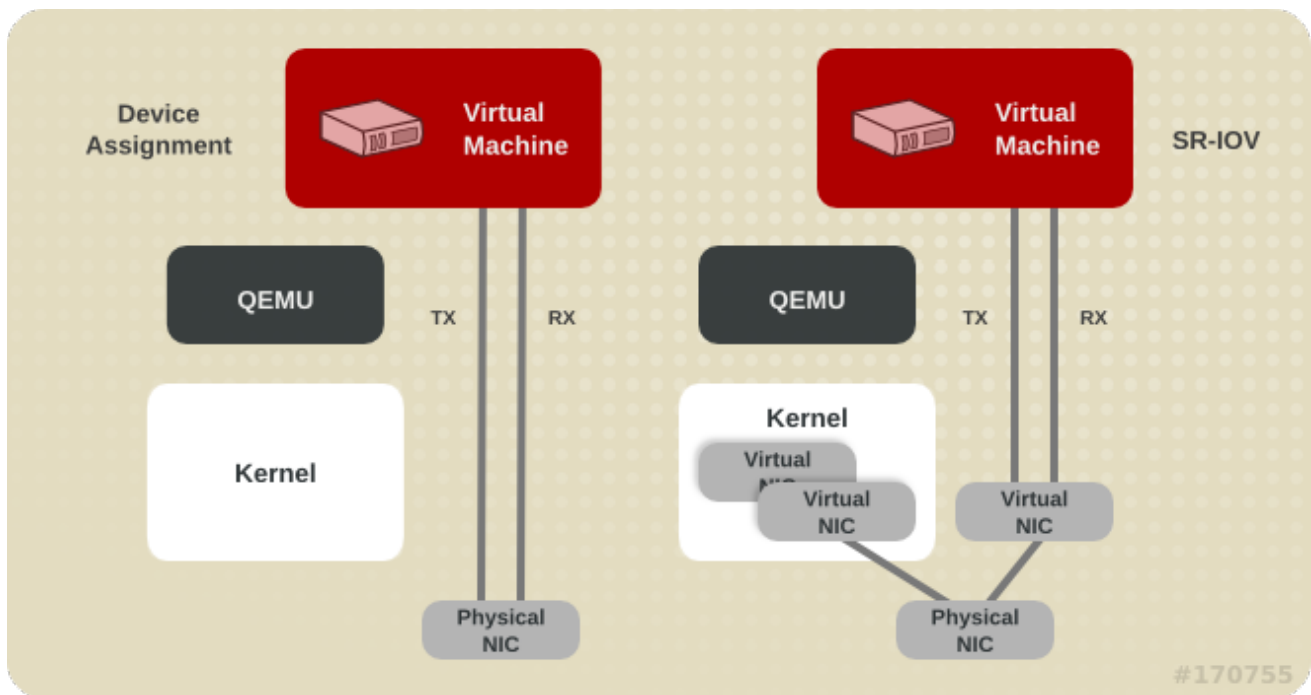 Device
Assignment
Virtual
Machine
QEMU
TX
RX
Kernel
Physical
NIC
Virtual
Machine
SR-IOV
QEMU
TX
RX
Kernel
Virtual
NIC
Virtual
NIC
Virtual
NIC
Physical
NIC
#170755